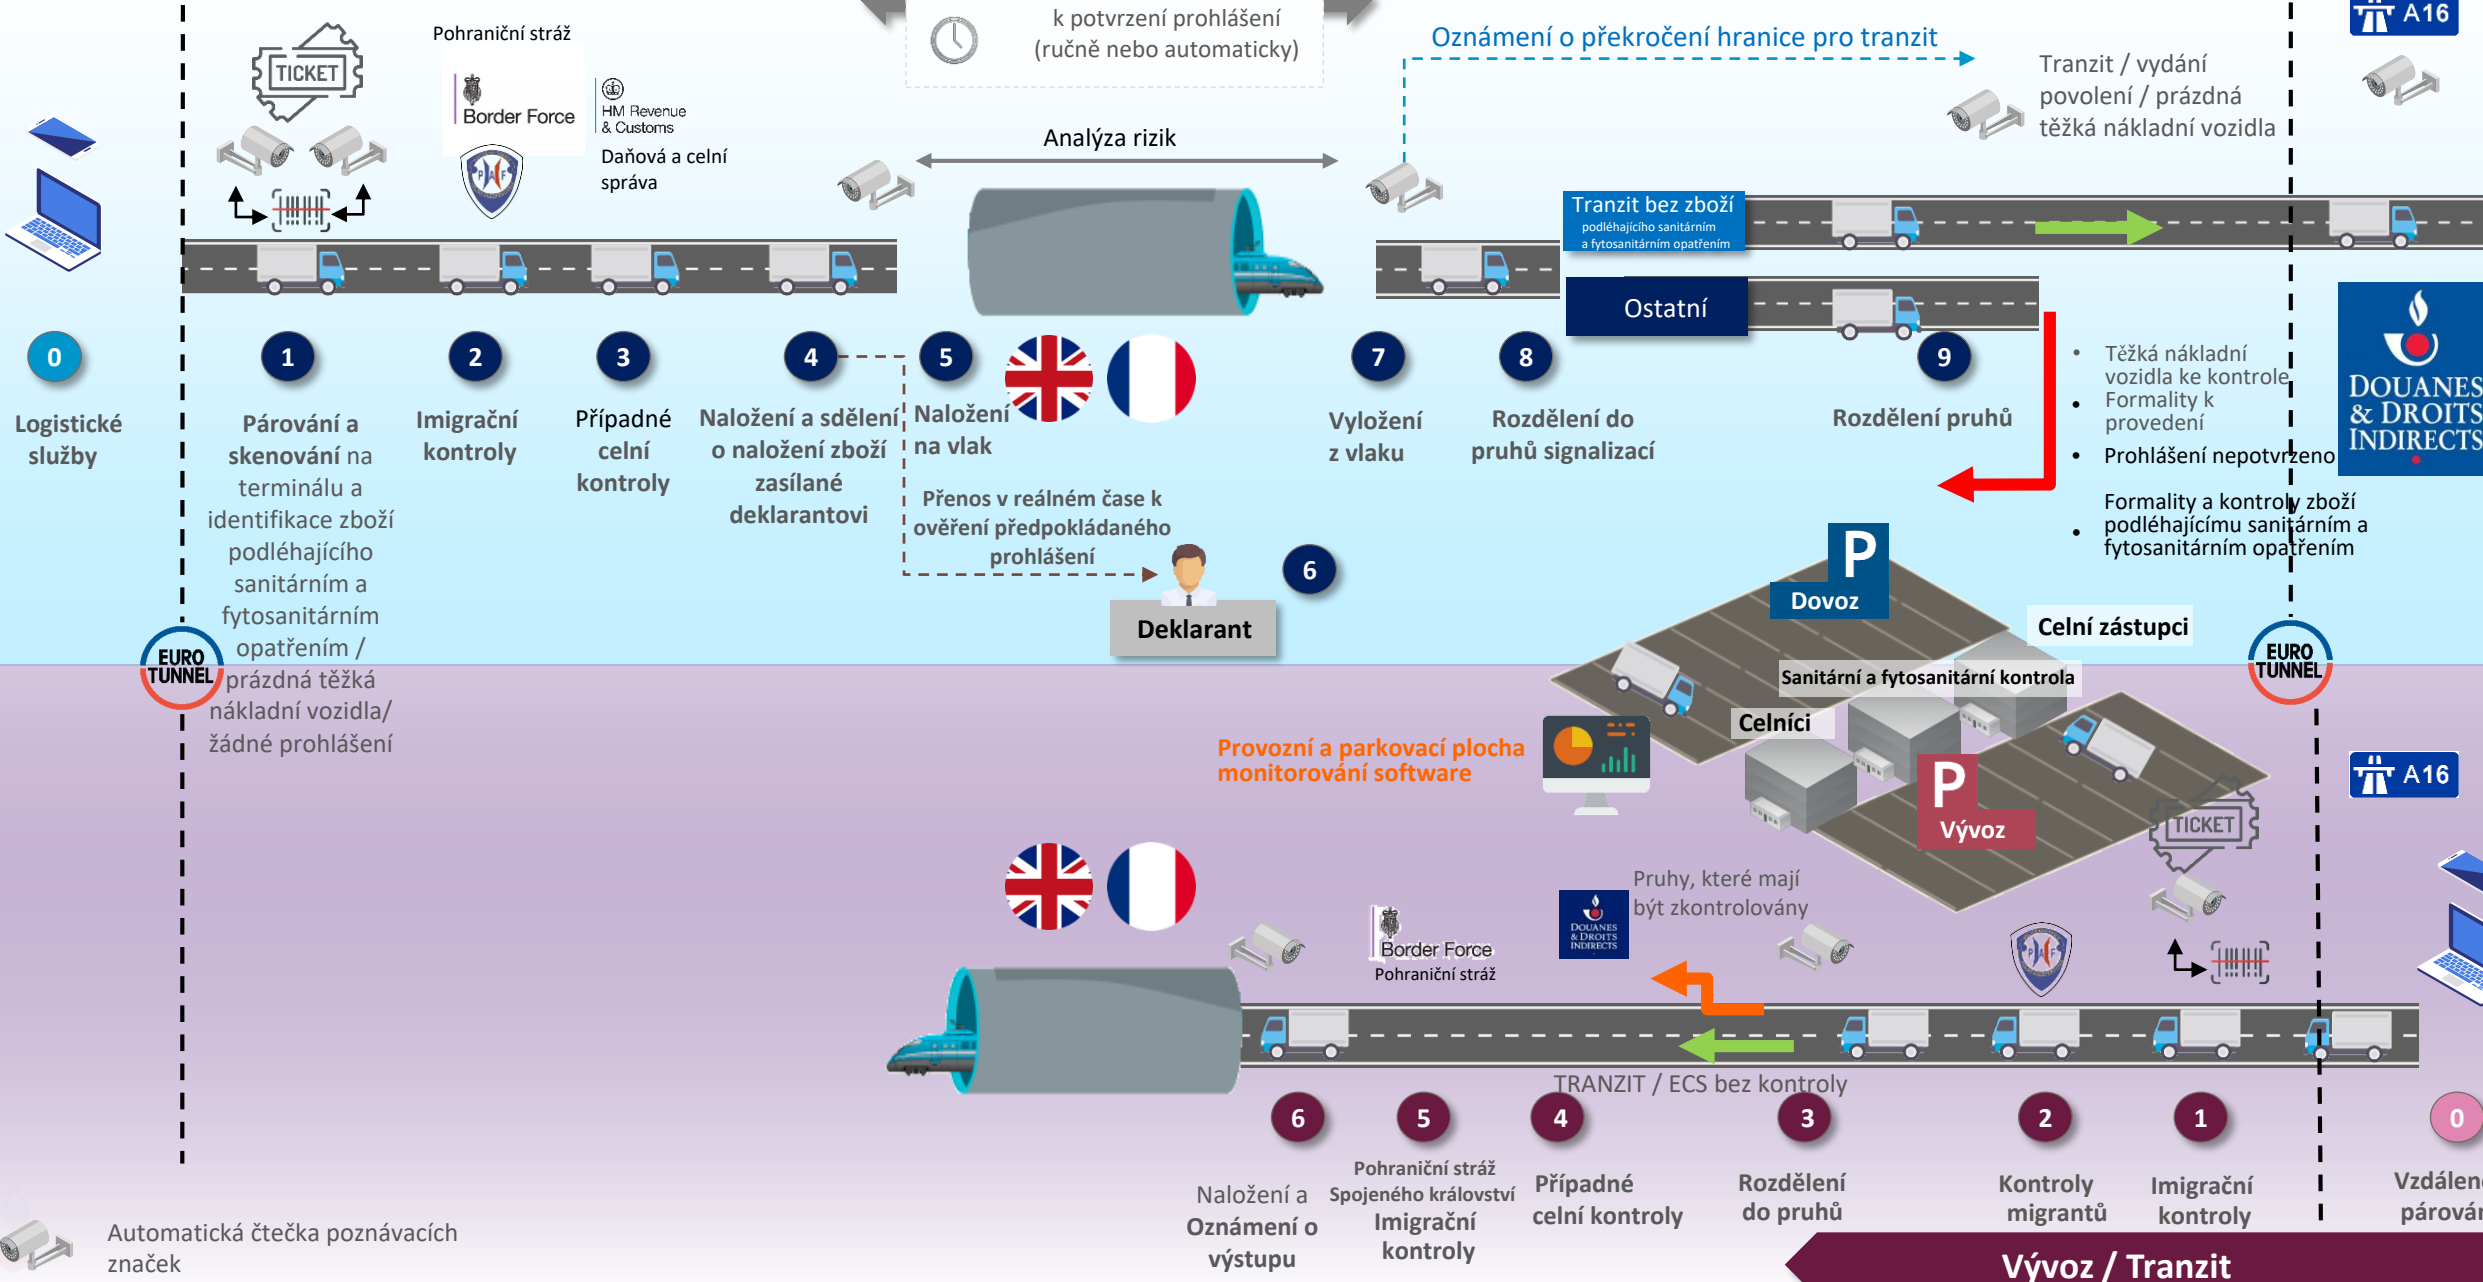 k potvrzení prohlášení
(ručně nebo automaticky)
A16
Oznámení o překročení hranice pro tranzit
Tranzit / vydání
povolení / prázdná
těžká nákladní vozidla
TICKET
Pohraniční stráž
Border Force
HM Revenue
& Customs
Daňová a celní
správa
PAF
Analýza rizik
Tranzit bez zboží
podléhajícího sanitárním
a fytosanitárním opatřením
Ostatní
0
1
2
3
4
5
7
8
9
Logistické
služby
Párování a
skenování na
terminálu a
identifikace zboží
podléhajícího
sanitárním a
fytosanitárním
opatřením /
prázdná těžká
nákladní vozidla/
žádné prohlášení
Imigrační
kontroly
Případné
celní
kontroly
Naložení a sdělení
o naložení zboží
zasílané
deklarantovi
Naložení
na vlak
Přenos v reálném čase k
ověření předpokládaného
prohlášení
6
Deklarant
Vyložení
z vlaku
Rozdělení do
pruhů signalizací
Rozdělení pruhů
• Těžká nákladní
vozidla ke kontrole
• Formality k
provedení
• Prohlášení nepotvrzeno
• Formality a kontroly zboží
podléhajícímu sanitárním a
fytosanitárním opatřením
DOUANES
& DROITS
INDIRECTS
EURO
TUNNEL
EURO
TUNNEL
P
Dovoz
Celní zástupci
Sanitární a fytosanitární kontrola
Celníci
P
Vývoz
Provozní a parkovací plocha
monitorování software
A16
TICKET
Pruhy, které mají
být zkontrolovány
DOUANES
& DROITS
INDIRECTS
Border Force
Pohraniční stráž
PAF
TRANZIT / ECS bez kontroly
6
5
4
3
2
1
0
Naložení a
Oznámení o
výstupu
Pohraniční stráž
Spojeného království
Imigrační
kontroly
Případné
celní kontroly
Rozdělení
do pruhů
Kontroly
migrantů
Imigrační
kontroly
Automatická čtečka poznávacích
značek
Vývoz / Tranzit